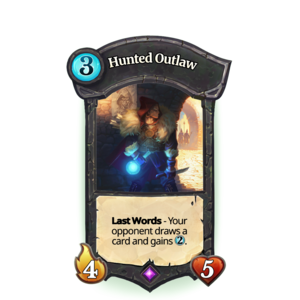 3
Hunted Outlaw
Last Words - Your
opponent draws a
card and gains 2.
4
5